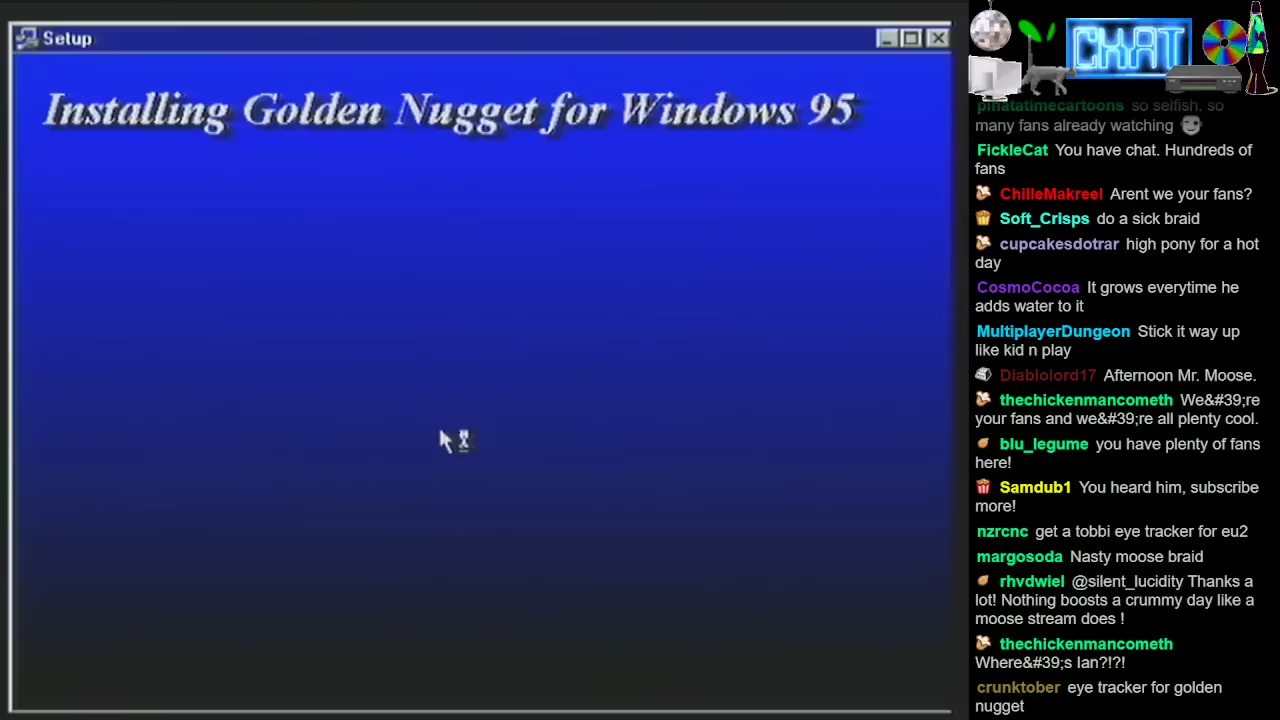 Setup
Installing Golden Nugget for Windows 95
CHAT
pinatatimecartoons so selfish. so
many fans already watching
FickleCat You have chat. Hundreds of
fans
ChilleMakreel Arent we your fans?
Soft_Crisps do a sick braid
cupcakesdotrar high pony for a hot
day
CosmoCocoa It grows everytime he
adds water to it
MultiplayerDungeon Stick it way up
like kid n play
Diablolord17 Afternoon Mr. Moose.
thechickenmancometh We&#39;re
your fans and we&#39;re all plenty cool.
blu_legume you have plenty of fans
here!
Samdub1 You heard him, subscribe
more!
nzrcnc get a tobbi eye tracker for eu2
margosoda Nasty moose braid
rhvdwiel @silent_lucidity Thanks a
lot! Nothing boosts a crummy day like a
moose stream does !
thechickenmancometh
Where&#39;s Ian?!?!
crunktober eye tracker for golden
nugget